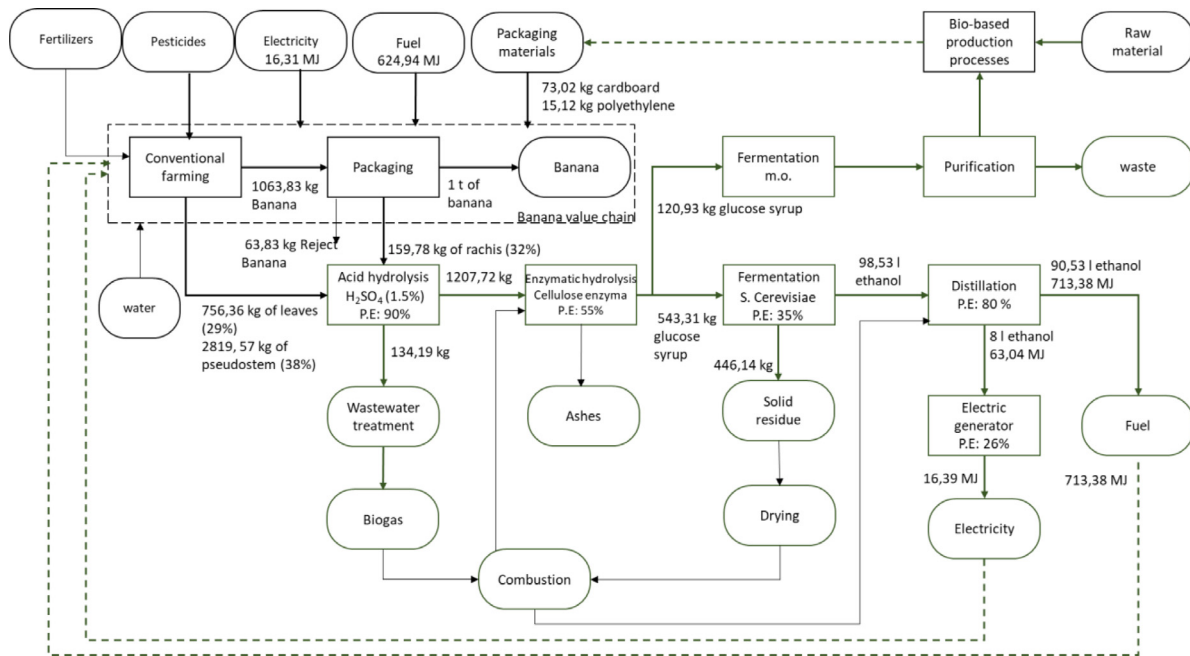 Fertilizers
Pesticides
Electricity
16,31 MJ
Fuel
624,94 MJ
Packaging
materials
Bio-based
production
processes
Raw
material
73,02 kg cardboard
15,12 kg polyethylene
Conventional
farming
1063,83 kg
Banana
Packaging
1 t of
banana
Banana
Banana value chain
Fermentation
m.o.
Purification
waste
120,93 kg glucose syrup
63,83 kg Reject
Banana
159,78 kg of rachis (32%)
water
756,36 kg of leaves
(29%)
2819, 57 kg of
pseudostem (38%)
Acid hydrolysis
H₂SO₄ (1.5%)
P.E: 90%
1207,72 kg
Enzymatic hydrolysis
Cellulose enzyma
P.E: 55%
Fermentation
S. Cerevisiae
P.E: 35%
543,31 kg
glucose
syrup
98,53 l
ethanol
Distillation
P.E: 80 %
90,53 l ethanol
713,38 MJ
8 l ethanol
63,04 MJ
134,19 kg
446,14 kg
Wastewater
treatment
Ashes
Solid
residue
Electric
generator
P.E: 26%
Fuel
16,39 MJ
713,38 MJ
Biogas
Drying
Electricity
Combustion